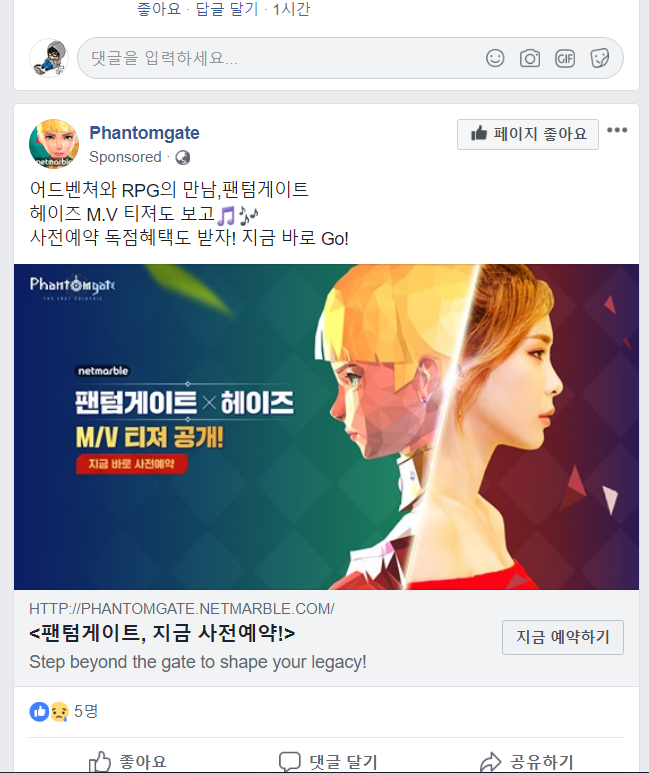 좋아요 · 답글 달기 · 1시간
댓글을 입력하세요...
GIF
netmarble
Phantomgate
Sponsored ·
페이지 좋아요
어드벤쳐와 RPG의 만남,팬텀게이트
헤이즈 M.V 티져도 보고
사전예약 독점혜택도 받자! 지금 바로 Go!
Phantomgate
THE LAST VALKYRIE
netmarble
팬텀게이트×헤이즈
M/V 티져 공개!
지금 바로 사전예약
HTTP://PHANTOMGATE.NETMARBLE.COM/
<팬텀게이트, 지금 사전예약!>
Step beyond the gate to shape your legacy!
지금 예약하기
5명
좋아요
댓글 달기
공유하기